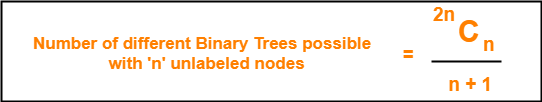 Number of different Binary Trees possible
with 'n' unlabeled nodes
=
2nCn
n + 1